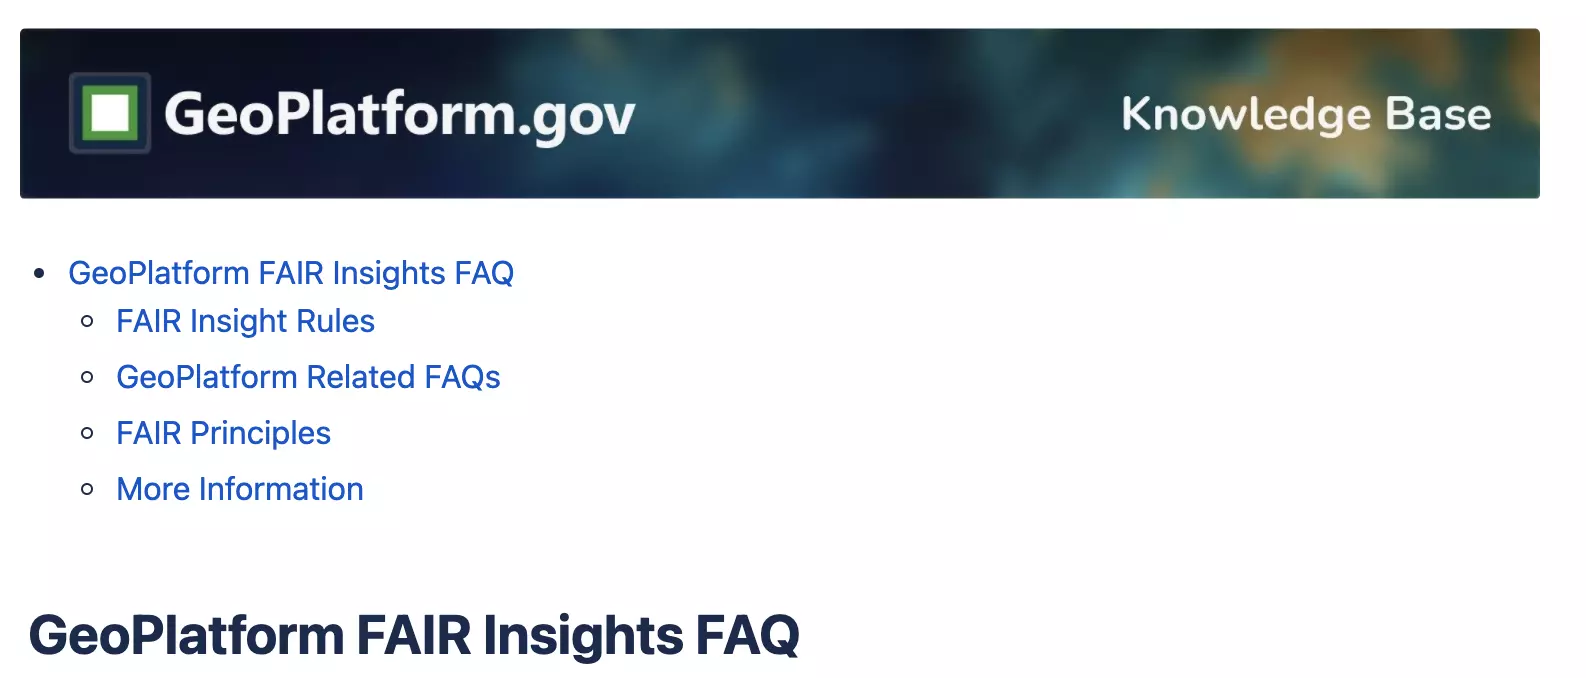 GeoPlatform.gov
Knowledge Base
GeoPlatform FAIR Insights FAQ
FAIR Insight Rules
GeoPlatform Related FAQs
FAIR Principles
More Information
GeoPlatform FAIR Insights FAQ